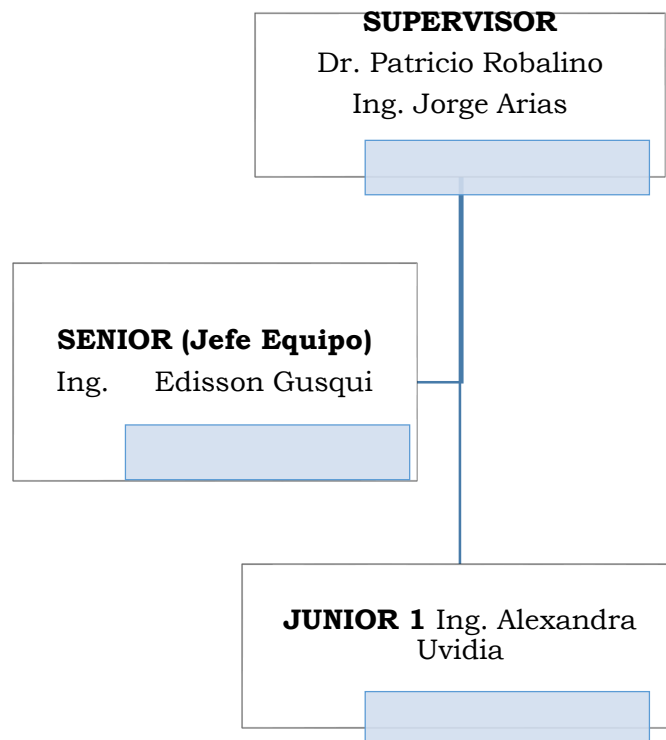 SUPERVISOR
Dr. Patricio Robalino
Ing. Jorge Arias
SENIOR (Jefe Equipo)
Ing. Edisson Gusqui
JUNIOR 1 Ing. Alexandra
Uvidia